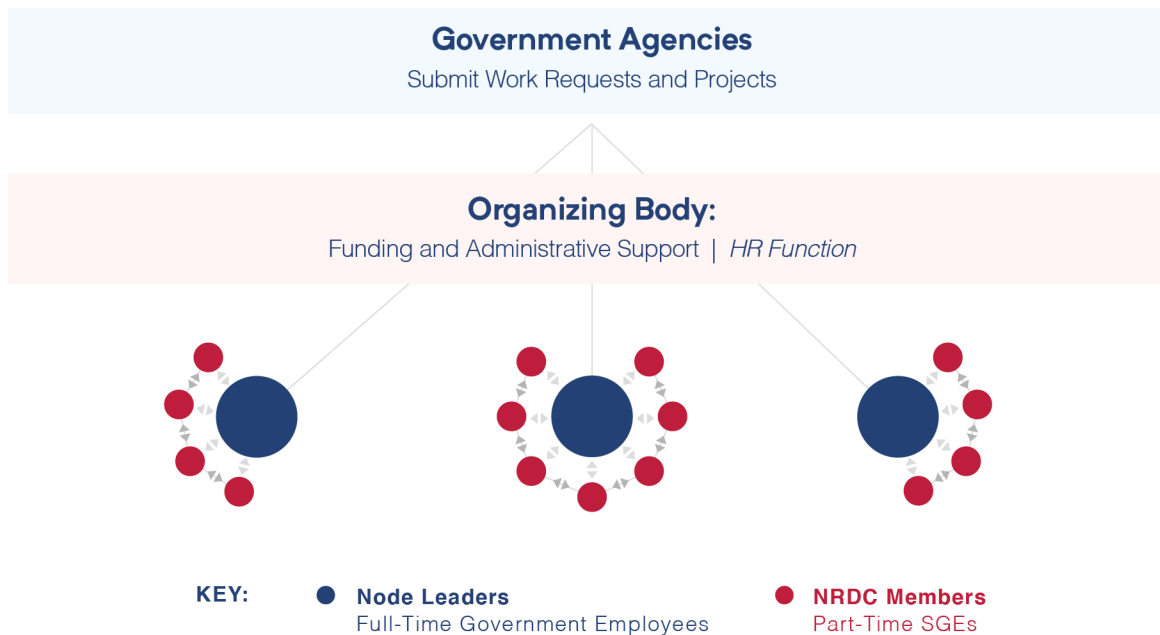 Government Agencies
Submit Work Requests and Projects
Organizing Body:
Funding and Administrative Support | HR Function
KEY:
Node Leaders
Full-Time Government Employees
NRDC Members
Part-Time SGEs